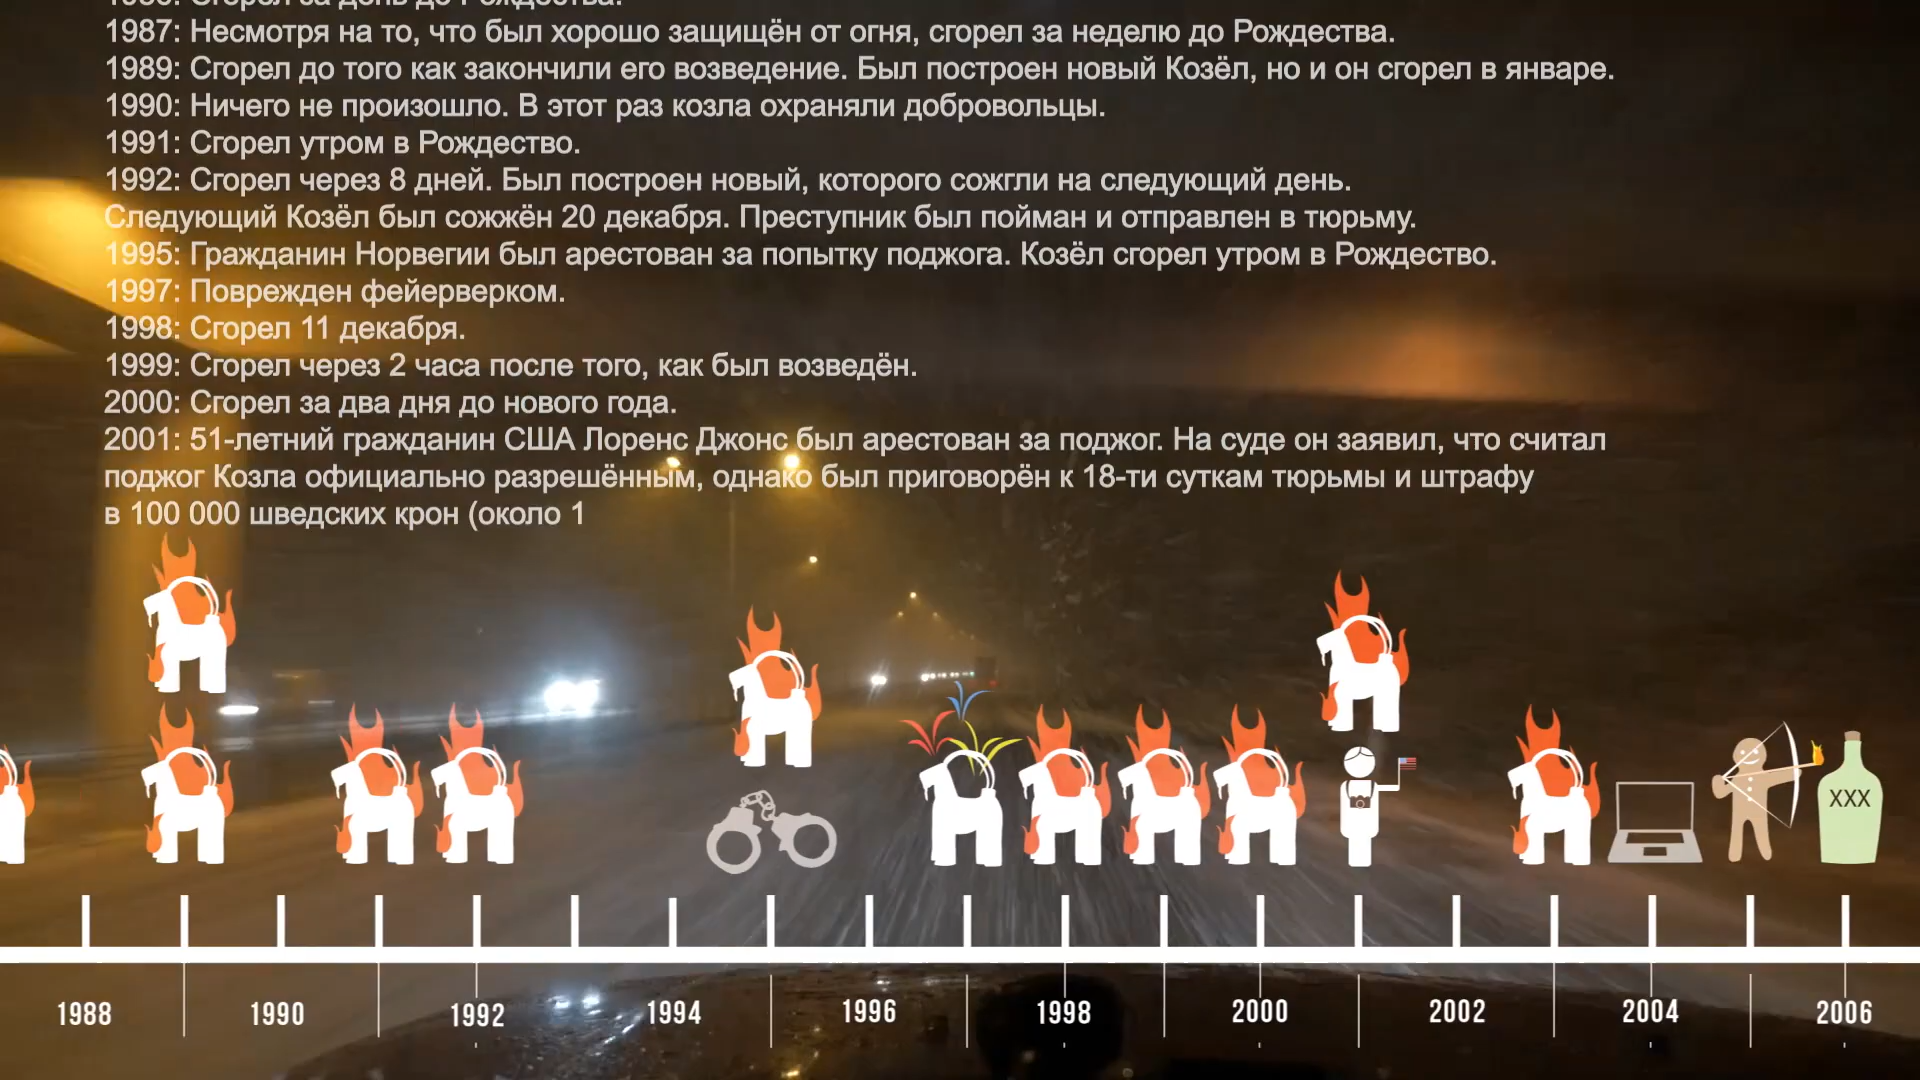 1986: Сгорел за день до Рождества.
1987: Несмотря на то, что был хорошо защищён от огня, сгорел за неделю до Рождества.
1989: Сгорел до того как закончили его возведение. Был построен новый Козёл, но и он сгорел в январе.
1990: Ничего не произошло. В этот раз козла охраняли добровольцы.
1991: Сгорел утром в Рождество.
1992: Сгорел через 8 дней. Был построен новый, которого сожгли на следующий день.
Следующий Козёл был сожжён 20 декабря. Преступник был пойман и отправлен в тюрьму.
1995: Гражданин Норвегии был арестован за попытку поджога. Козёл сгорел утром в Рождество.
1997: Поврежден фейерверком.
1998: Сгорел 11 декабря.
1999: Сгорел через 2 часа после того, как был возведён.
2000: Сгорел за два дня до нового года.
2001: 51-летний гражданин США Лоренс Джонс был арестован за поджог. На суде он заявил, что считал
поджог Козла официально разрешённым, однако был приговорён к 18-ти суткам тюрьмы и штрафу
в 100 000 шведских крон (около 1
XXX
1988 1990 1992 1994 1996 1998 2000 2002 2004 2006